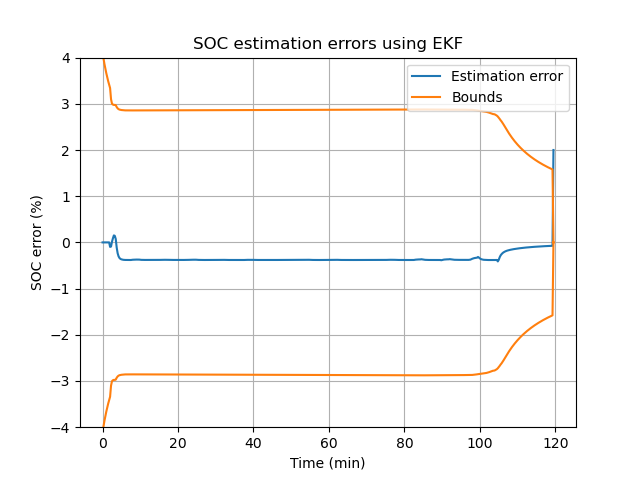 SOC estimation errors using EKF
Estimation error
Bounds
SOC error (%)
4
3
2
1
0
−1
−2
−3
−4
0 20 40 60 80 100 120
Time (min)